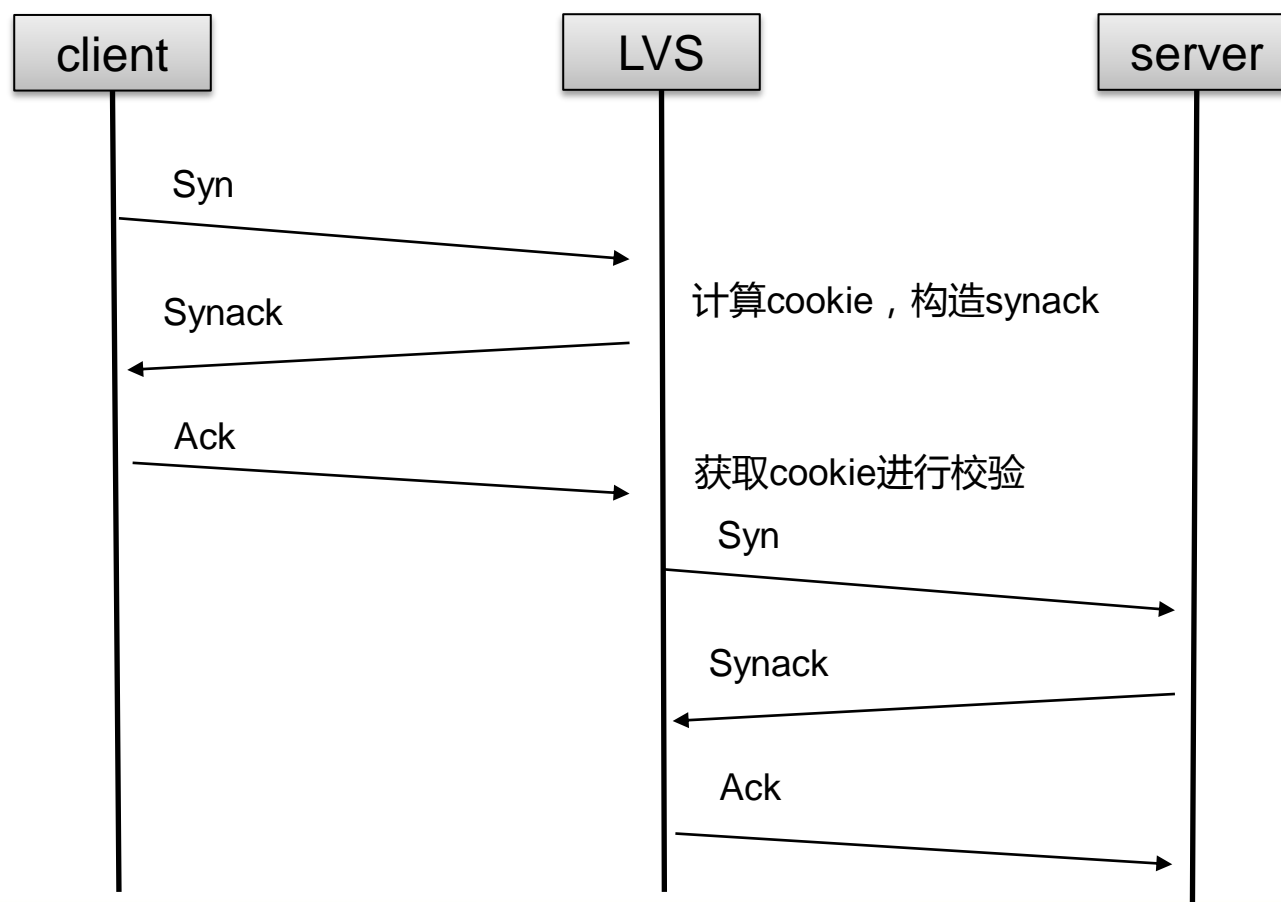 client
LVS
server
Syn
计算cookie，构造synack
Synack
Ack
获取cookie进行校验
Syn
Synack
Ack